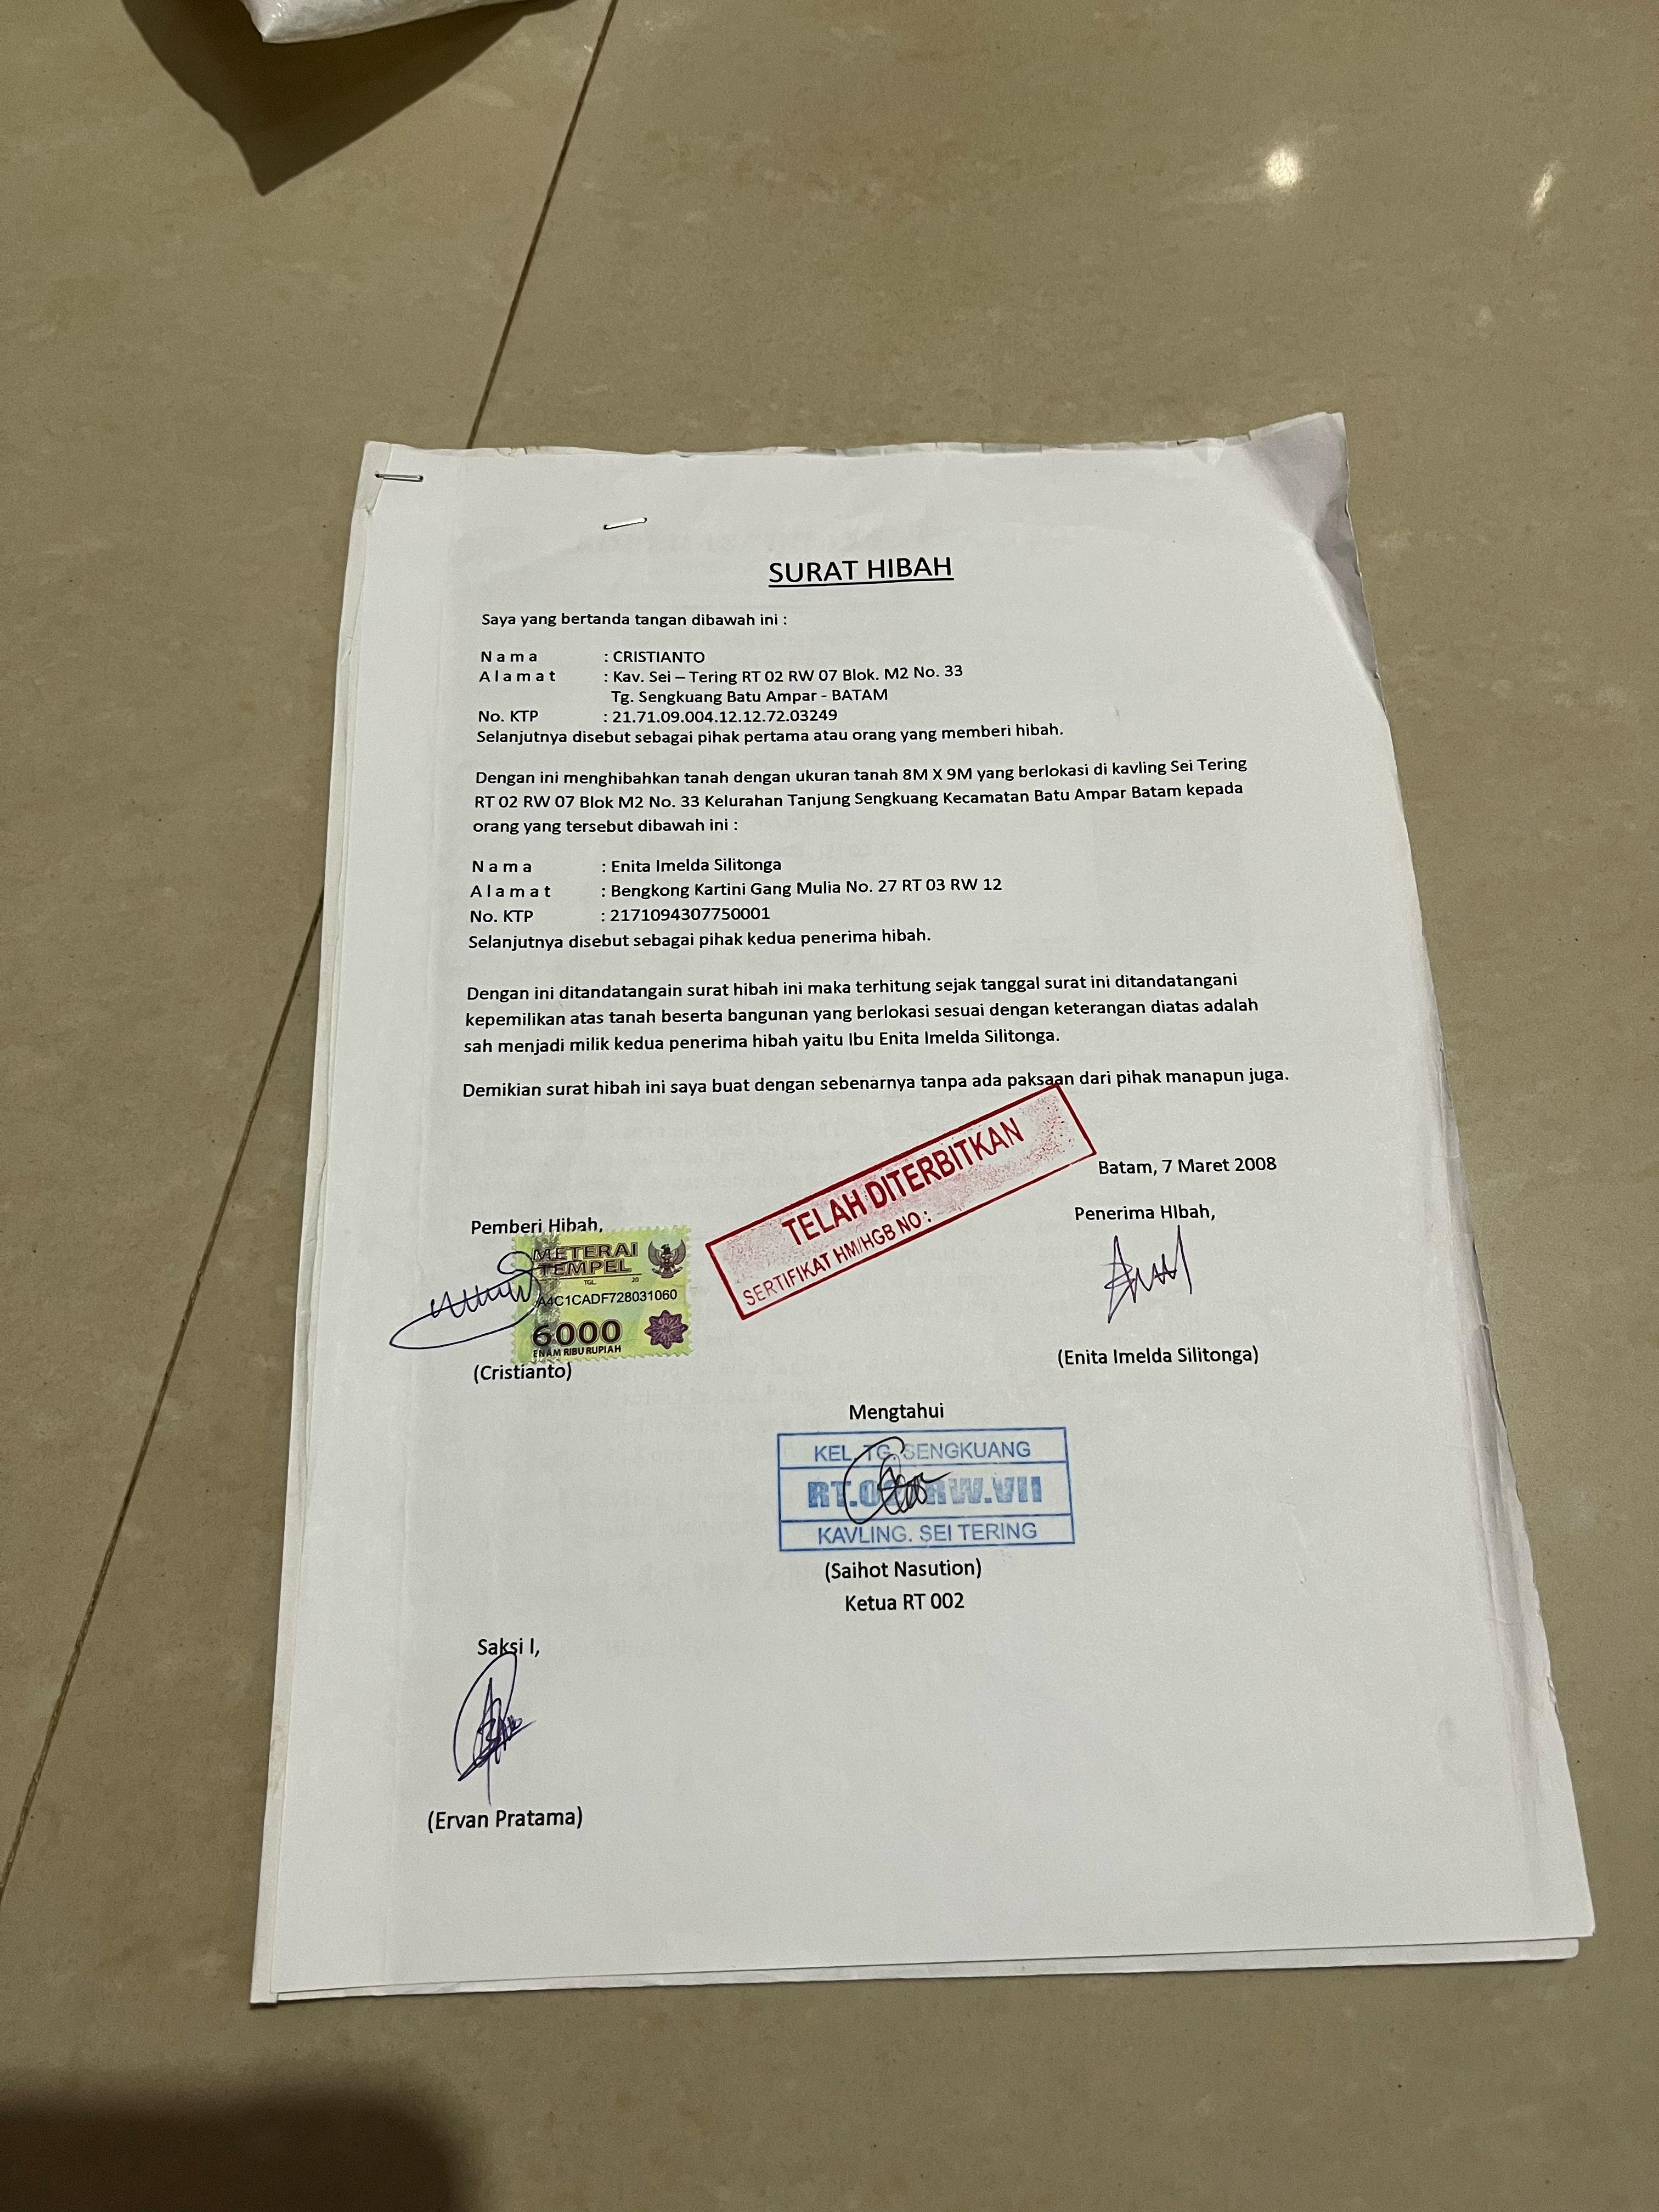 SURAT HIBAH
Saya yang bertanda tangan dibawah ini :
N a m a : CRISTIANTO
A l a m a t : Kav. Sei – Tering RT 02 RW 07 Blok. M2 No. 33
Tg. Sengkuang Batu Ampar - BATAM
No. KTP : 21.71.09.004.12.12.72.03249
Selanjutnya disebut sebagai pihak pertama atau orang yang memberi hibah.
Dengan ini menghibahkan tanah dengan ukuran tanah 8M X 9M yang berlokasi di kavling Sei Tering
RT 02 RW 07 Blok M2 No. 33 Kelurahan Tanjung Sengkuang Kecamatan Batu Ampar Batam kepada
orang yang tersebut dibawah ini :
N a m a : Enita Imelda Silitonga
A l a m a t : Bengkong Kartini Gang Mulia No. 27 RT 03 RW 12
No. KTP : 2171094307750001
Selanjutnya disebut sebagai pihak kedua penerima hibah.
Dengan ini ditandatangain surat hibah ini maka terhitung sejak tanggal surat ini ditandatangani
kepemilikan atas tanah beserta bangunan yang berlokasi sesuai dengan keterangan diatas adalah
sah menjadi milik kedua penerima hibah yaitu Ibu Enita Imelda Silitonga.
Demikian surat hibah ini saya buat dengan sebenarnya tanpa ada paksaan dari pihak manapun juga.
TELAH DITERBITKAN
SERTIFIKAT HM/HGB NO :
Batam, 7 Maret 2008
Pemberi Hibah,
Penerima HIbah,
METERAI
TEMPEL
TGL 20
A4C1CADF728031060
6000
ENAM RIBU RUPIAH
(Cristianto)
(Enita Imelda Silitonga)
Mengtahui
KEL. TG. SENGKUANG
RW.VII
KAVLING. SEI TERING
(Saihot Nasution)
Ketua RT 002
Saksi I,
(Ervan Pratama)